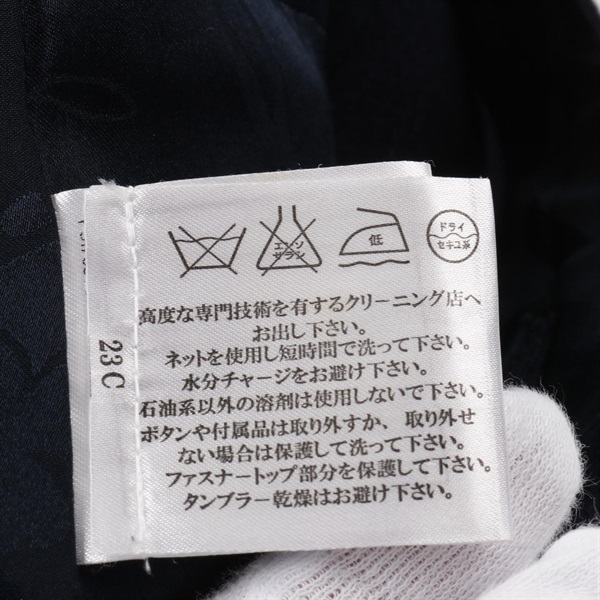 エンソ
サラシ
低
ドライ
セキユ系
高度な専門技術を有するクリーニング店へ
お出し下さい。
ネットを使用し短時間で洗って下さい。
水分チャージをお避け下さい。
石油系以外の溶剤は使用しないで下さい。
ボタンや付属品は取り外すか、取り外せ
ない場合は保護して洗って下さい。
ファスナートップ部分を保護して下さい。
タンブラー乾燥はお避け下さい。
23C